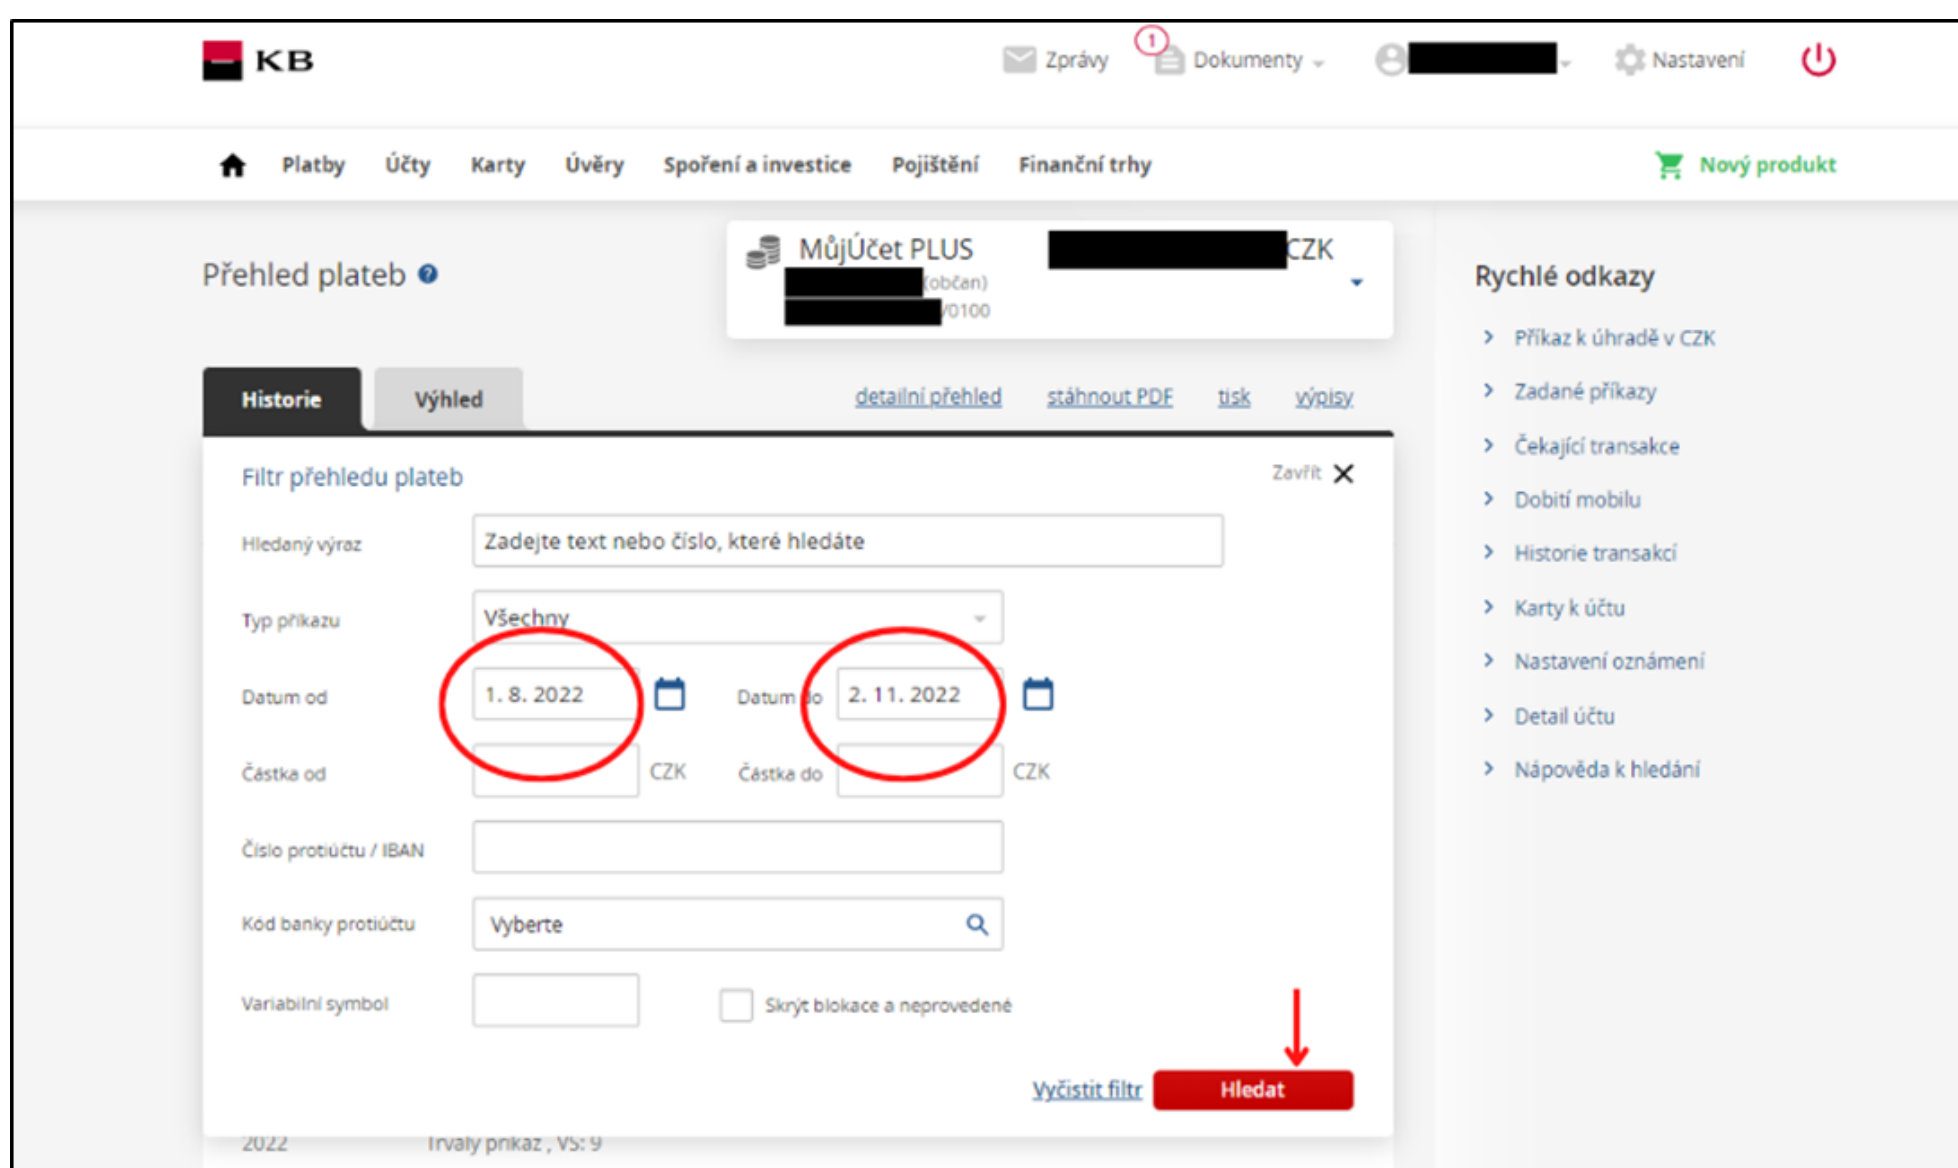 KB
Zprávy
1
Dokumenty
Nastavení
Platby Účty Karty Úvěry Spoření a investice Pojištění Finanční trhy
Nový produkt
Přehled plateb ?
MůjÚčet PLUS CZK
(občan)
/0100
Historie Výhled
detailní přehled stáhnout PDF tisk výpisy
Filtr přehledu plateb
Zavřít
Hledaný výraz Zadejte text nebo číslo, které hledáte
Typ příkazu Všechny
Datum od 1. 8. 2022 Datum do 2. 11. 2022
Částka od CZK Částka do CZK
Číslo protiúčtu / IBAN
Kód banky protiúčtu Vyberte
Variabilní symbol Skrýt blokace a neprovedené
Vyčistit filtr Hledat
2022 Trvalý příkaz , VS: 9
Rychlé odkazy
Příkaz k úhradě v CZK
Zadané příkazy
Čekající transakce
Dobití mobilu
Historie transakcí
Karty k účtu
Nastavení oznámení
Detail účtu
Nápověda k hledání